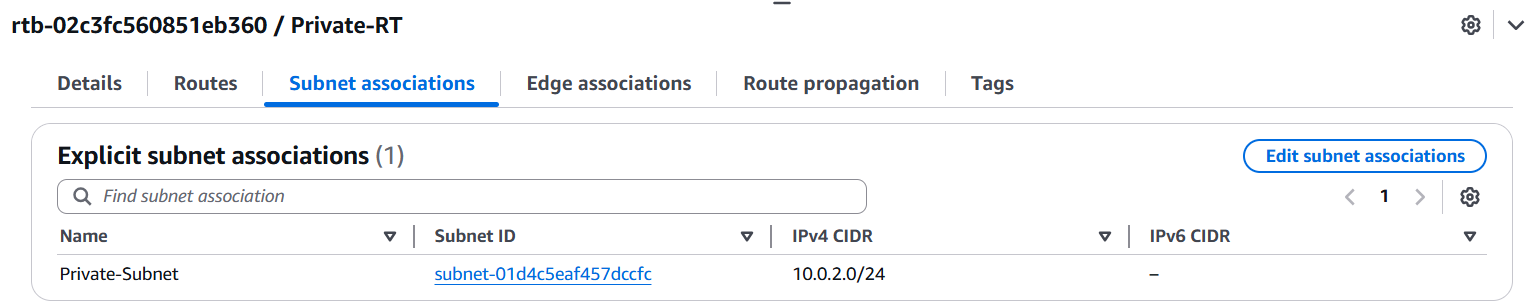 rtb-02c3fc560851eb360 / Private-RT
Details Routes Subnet associations Edge associations Route propagation Tags
Explicit subnet associations (1)
Edit subnet associations
Find subnet association
1
Name Subnet ID IPv4 CIDR IPv6 CIDR
Private-Subnet subnet-01d4c5eaf457dccfc 10.0.2.0/24 –